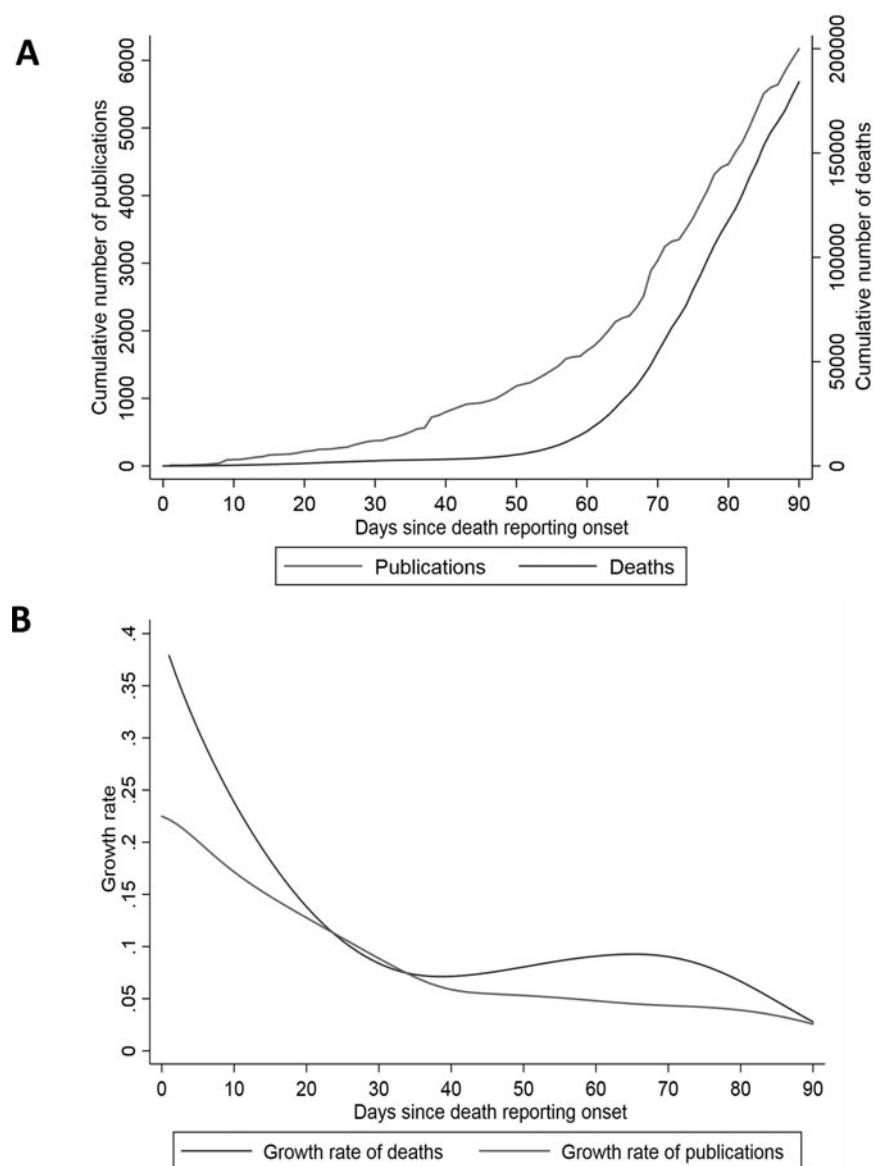 A
Cumulative number of publications
6000
5000
4000
3000
2000
1000
0
200000
150000
100000
50000
0
Cumulative number of deaths
0 10 20 30 40 50 60 70 80 90
Days since death reporting onset
Publications Deaths
B
Growth rate
.4
.35
.3
.25
.2
.15
.1
.05
0
0 10 20 30 40 50 60 70 80 90
Days since death reporting onset
Growth rate of deaths Growth rate of publications